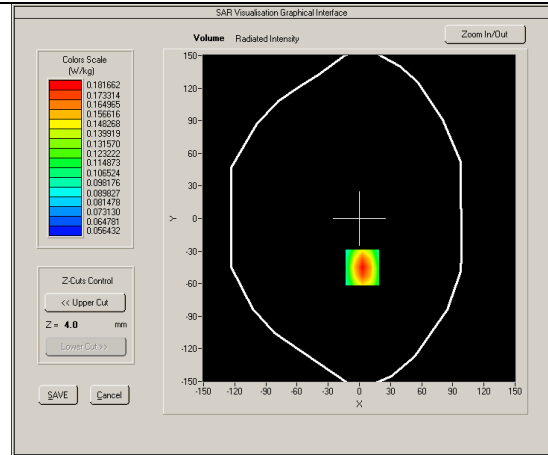 SAR Visualisation Graphical Interface
Volume Radiated Intensity
Zoom In/Out
Colors Scale
(W/kg)
0.181662
0.173314
0.164965
0.156616
0.148268
0.139919
0.131570
0.123222
0.114873
0.106524
0.098176
0.089827
0.081478
0.073130
0.064781
0.056432
Z-Cuts Control
<< Upper Cut
Z = 4.0 mm
Lower Cut >>
SAVE Cancel
150
120
90
60
30
0
-30
-60
-90
-120
-150
Y
-150 -120 -90 -60 -30 0 30 60 90 120 150
X